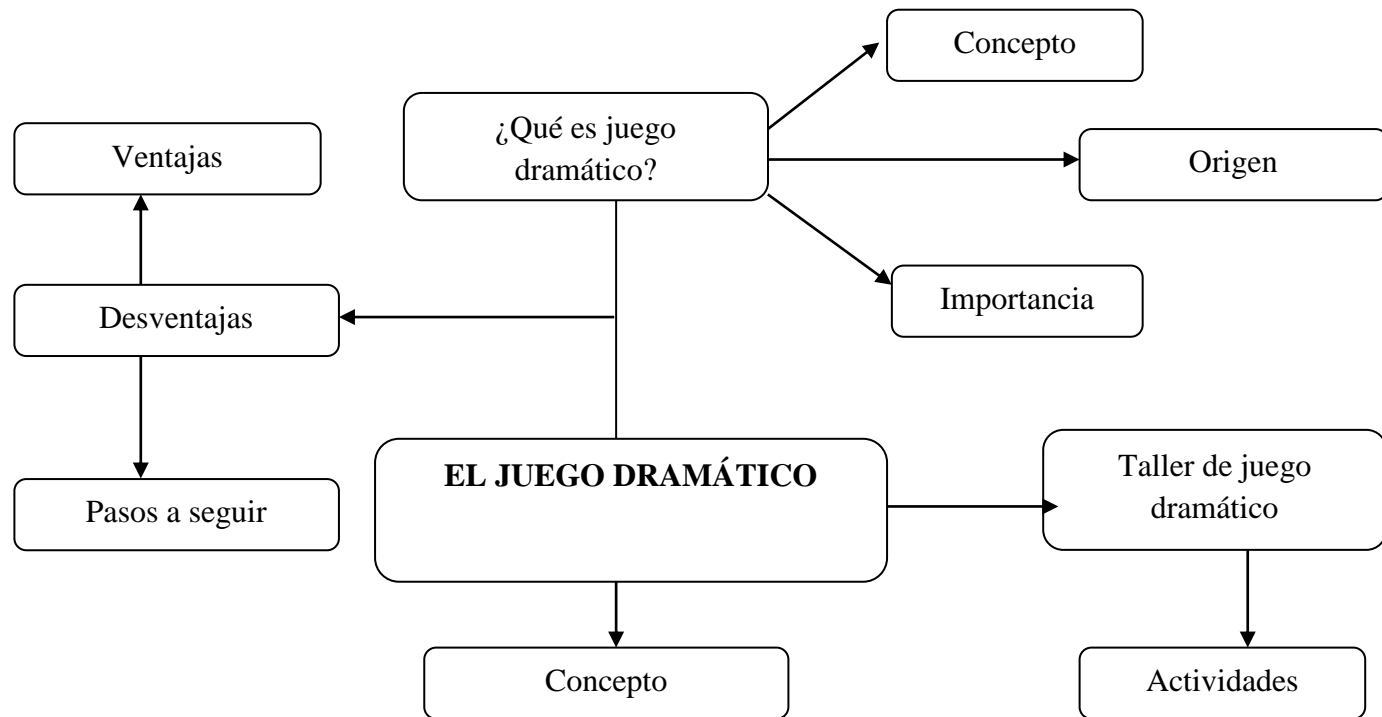 Concepto
¿Qué es juego
dramático?
Ventajas
Origen
Desventajas
Importancia
EL JUEGO DRAMÁTICO
Taller de juego
dramático
Pasos a seguir
Concepto
Actividades